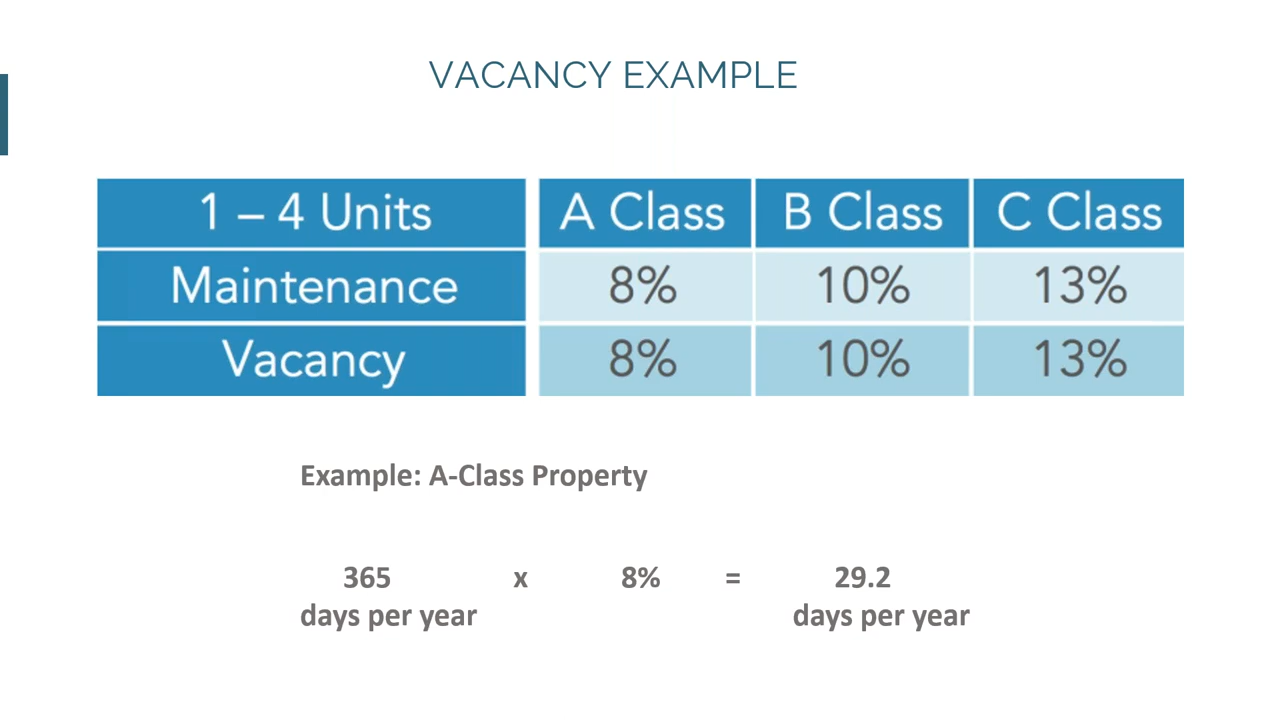 VACANCY EXAMPLE
1 – 4 Units A Class B Class C Class
Maintenance 8% 10% 13%
Vacancy 8% 10% 13%
Example: A-Class Property
365 x 8% = 29.2
days per year days per year